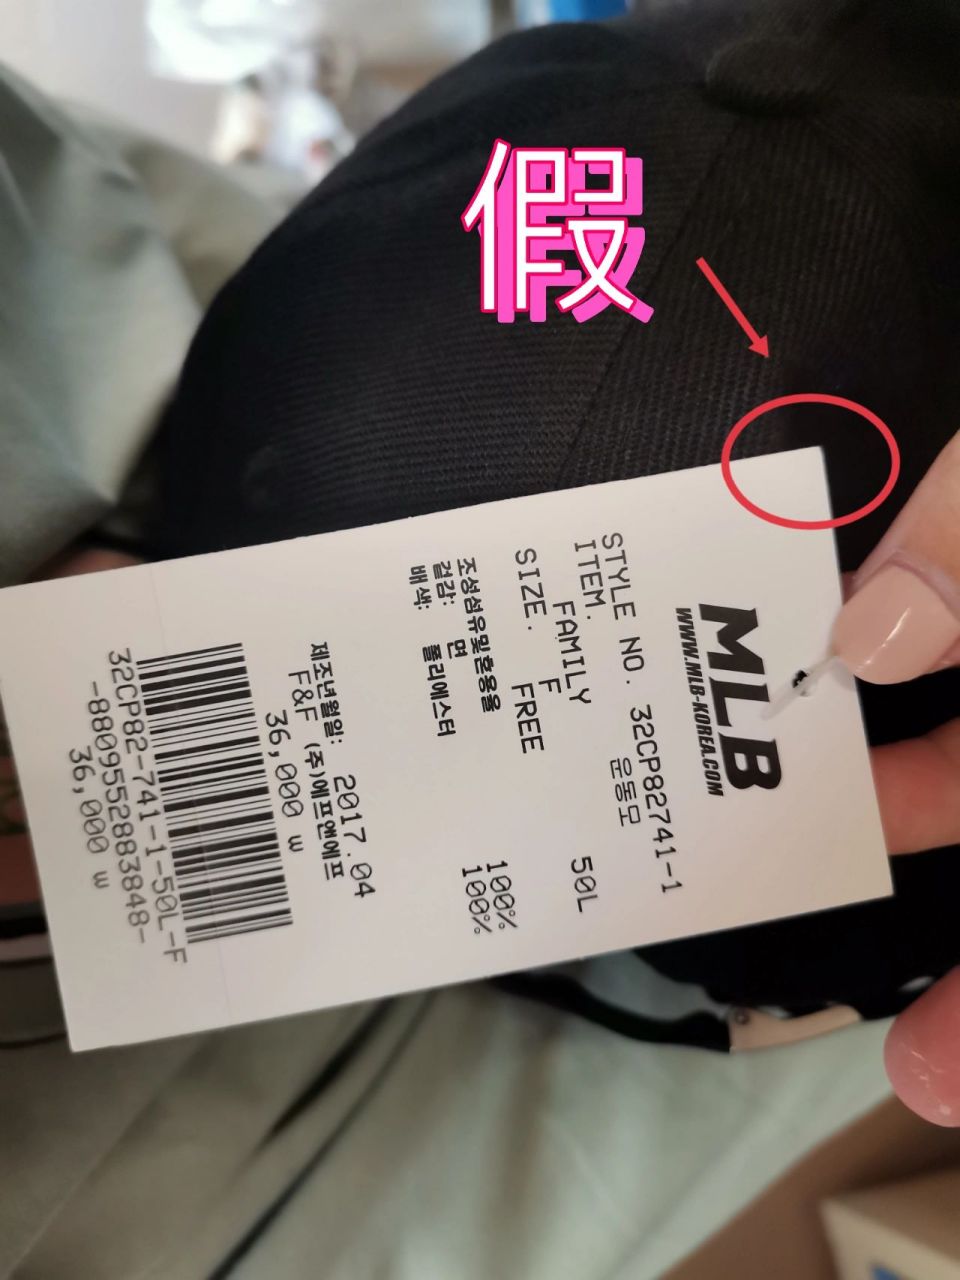 假
MLB
WWW.MLB-KOREA.COM
STYLE NO. 32CP82741-1
ITEM. 운동모
FAMILY 50L
SIZE. F FREE
조성섬유및혼용율
겉감: 면 100%
배색: 폴리에스터 100%
제조년월일: 2017.04
F&F (주)에프앤에프
36,000 W
32CP82-741-1-50L-F
-8809552883848-
36,000 W